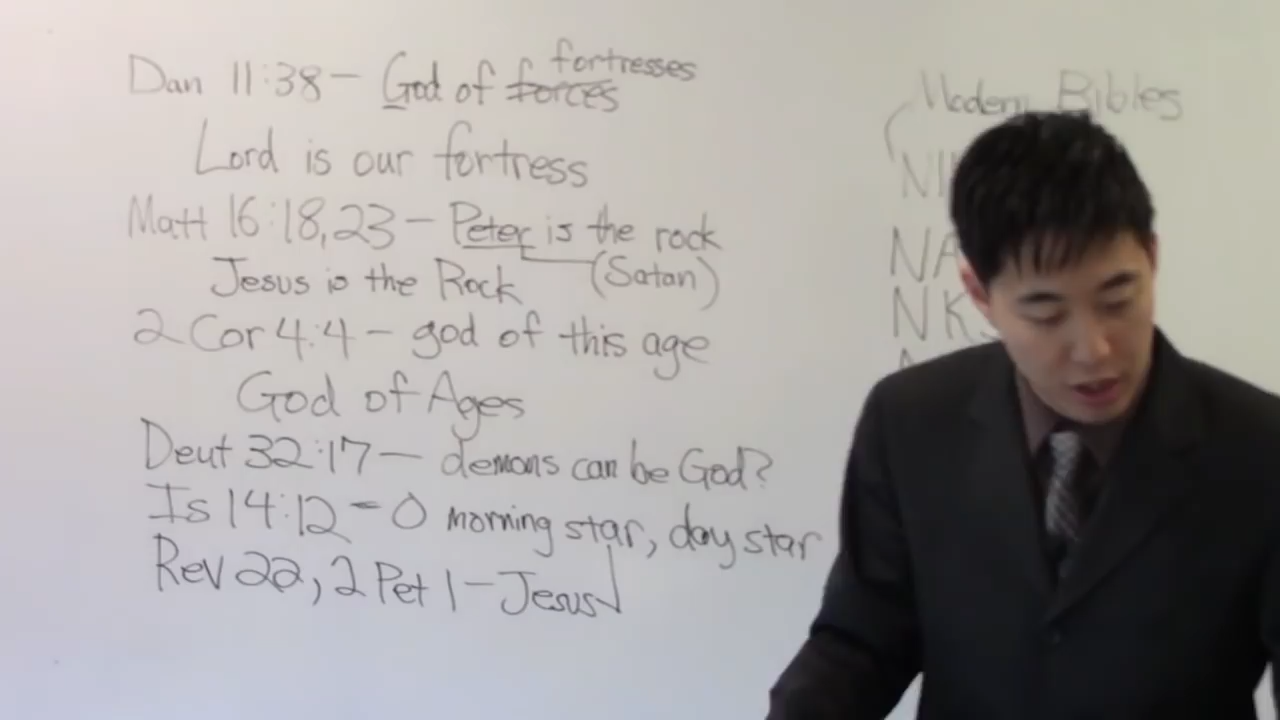 Dan 11:38 – God of forces fortresses
Lord is our fortress
Matt 16:18,23 – Peter is the rock
Jesus is the Rock (Satan)
2 Cor 4:4 – god of this age
God of Ages
Deut 32:17 – demons can be God?
Is 14:12 – O morning star, day star
Rev 22, 2 Pet 1 – Jesus
Modern Bibles